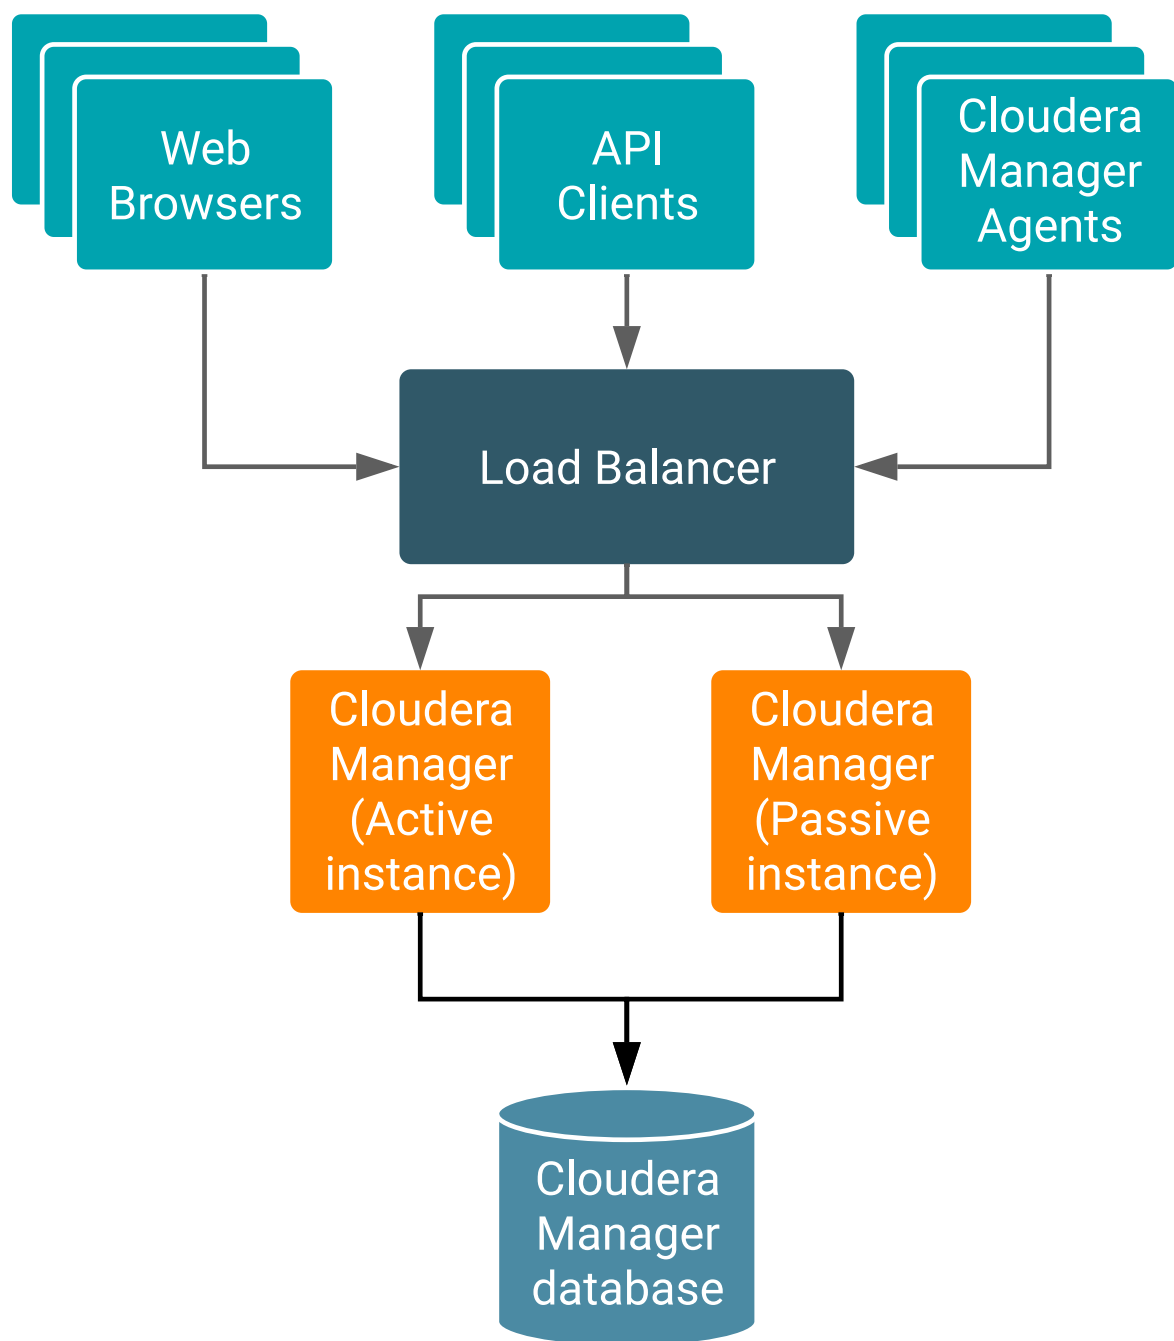 Web
Browsers
API
Clients
Cloudera
Manager
Agents
Load Balancer
Cloudera
Manager
(Active
instance)
Cloudera
Manager
(Passive
instance)
Cloudera
Manager
database